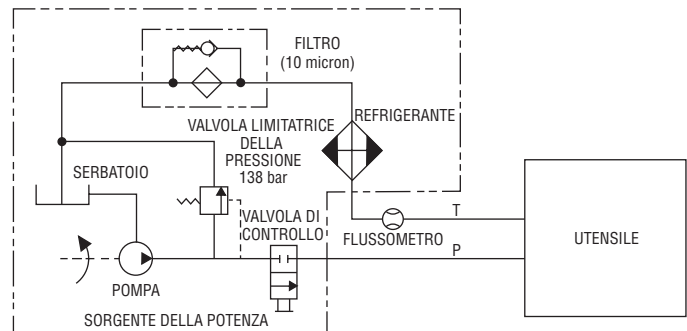 FILTRO
(10 micron)
REFRIGERANTE
VALVOLA LIMITATRICE
DELLA
PRESSIONE
138 bar
SERBATOIO
VALVOLA DI
CONTROLLO
T
FLUSSOMETRO
P
UTENSILE
POMPA
SORGENTE DELLA POTENZA